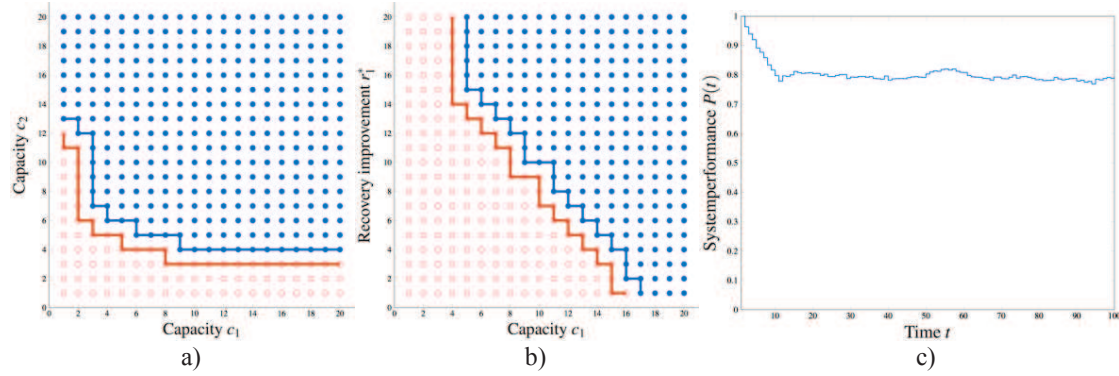 20
18
16
14
12
10
8
6
4
2
0
Capacity c₂
0 2 4 6 8 10 12 14 16 18 20
Capacity c₁
a)
20
18
16
14
12
10
8
6
4
2
0
Recovery improvement r₁*
0 2 4 6 8 10 12 14 16 18 20
Capacity c₁
b)
1
0.9
0.8
0.7
0.6
0.5
0.4
0.3
0.2
0.1
0
Systemperformance P(t)
10 20 30 40 50 60 70 80 90 100
Time t
c)